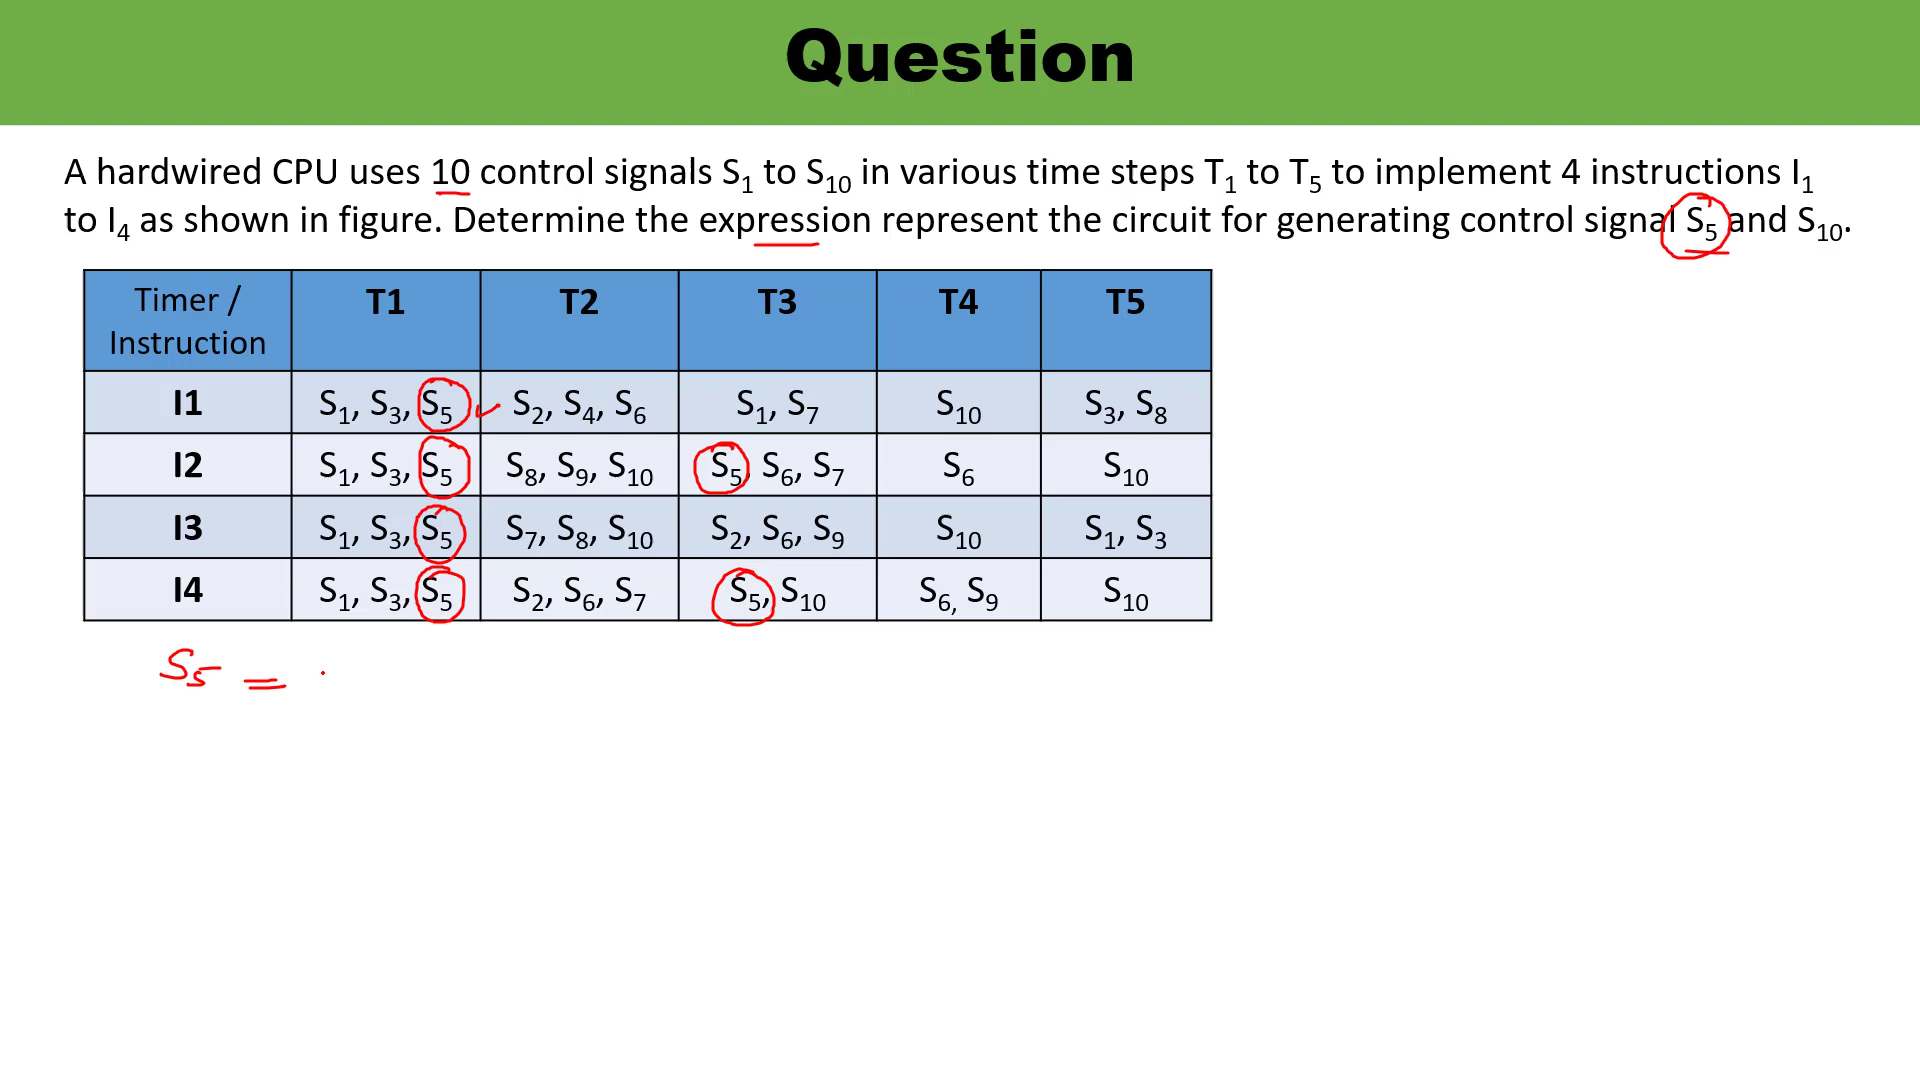 Question
A hardwired CPU uses 10 control signals S1 to S10 in various time steps T1 to T5 to implement 4 instructions I1
to I4 as shown in figure. Determine the expression represent the circuit for generating control signal S5 and S10.
Timer / Instruction T1 T2 T3 T4 T5
I1 S1, S3, S5 S2, S4, S6 S1, S7 S10 S3, S8
I2 S1, S3, S5 S8, S9, S10 S5, S6, S7 S6 S10
I3 S1, S3, S5 S7, S8, S10 S2, S6, S9 S10 S1, S3
I4 S1, S3, S5 S2, S6, S7 S5, S10 S6, S9 S10
S5 =